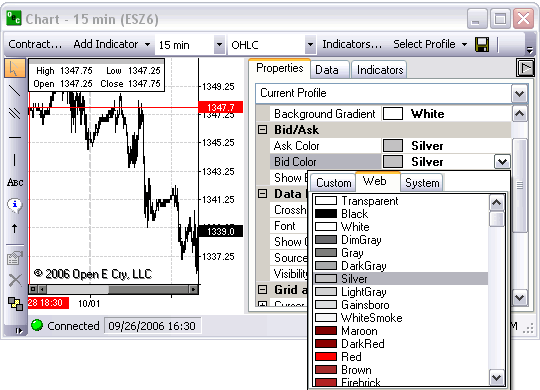 Chart - 15 min (ESZ6)
Contract... Add Indicator 15 min OHLC Indicators... Select Profile
High 1347.75 Low 1347.25
Open 1347.25 Close 1347.75
1349.25
1347.7
1345.25
1343.25
1341.25
1339.0
1337.25
ABC
© 2006 Open E Cry, LLC
28 18:30 10/01
Connected 09/26/2006 16:30
Properties Data Indicators
Current Profile
Background Gradient White
Bid/Ask
Ask Color Silver
Bid Color Silver
Show
Data
Crossh
Font
Show
Source
Visibility
Grid a
Cursor
Custom Web System
Transparent
Black
White
DimGray
Gray
DarkGray
Silver
LightGray
Gainsboro
WhiteSmoke
Maroon
DarkRed
Red
Brown
Firebrick
M